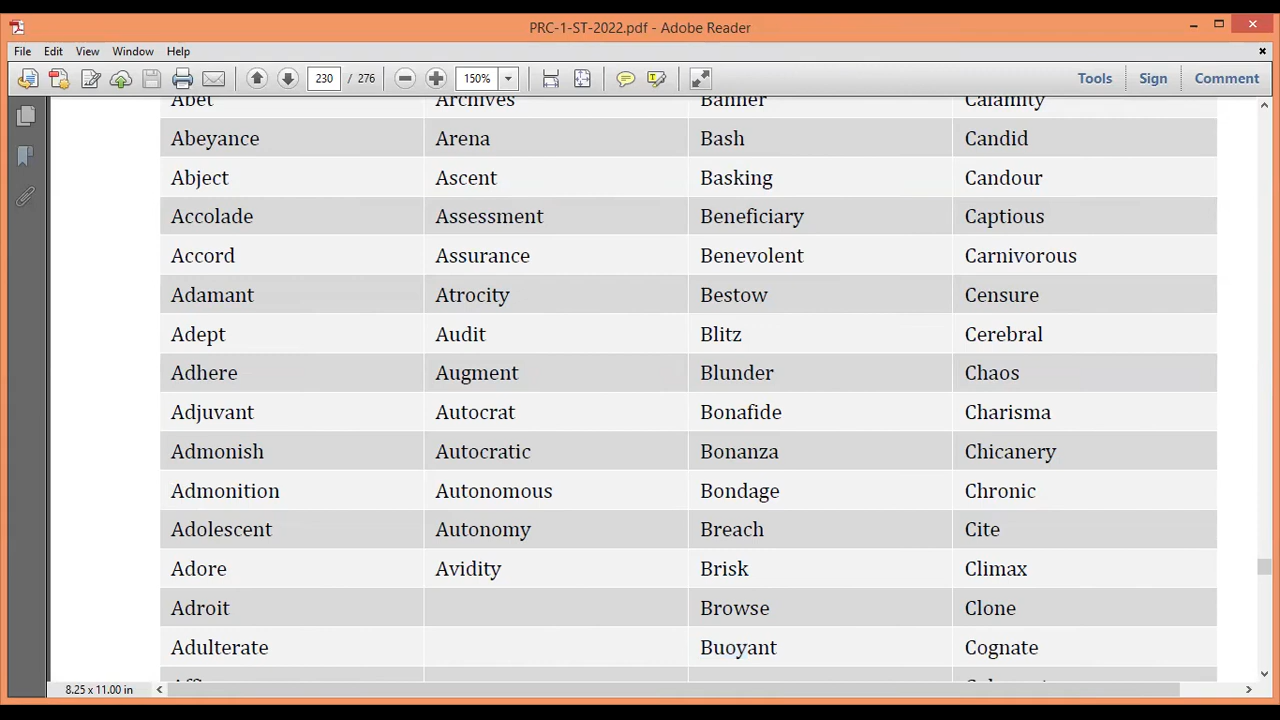 PRC-1-ST-2022.pdf - Adobe Reader
File Edit View Window Help
230 / 276 150% Tools Sign Comment
Abet Archives Banner Calamity
Abeyance Arena Bash Candid
Abject Ascent Basking Candour
Accolade Assessment Beneficiary Captious
Accord Assurance Benevolent Carnivorous
Adamant Atrocity Bestow Censure
Adept Audit Blitz Cerebral
Adhere Augment Blunder Chaos
Adjuvant Autocrat Bonafide Charisma
Admonish Autocratic Bonanza Chicanery
Admonition Autonomous Bondage Chronic
Adolescent Autonomy Breach Cite
Adore Avidity Brisk Climax
Adroit Browse Clone
Adulterate Buoyant Cognate
8.25 x 11.00 in